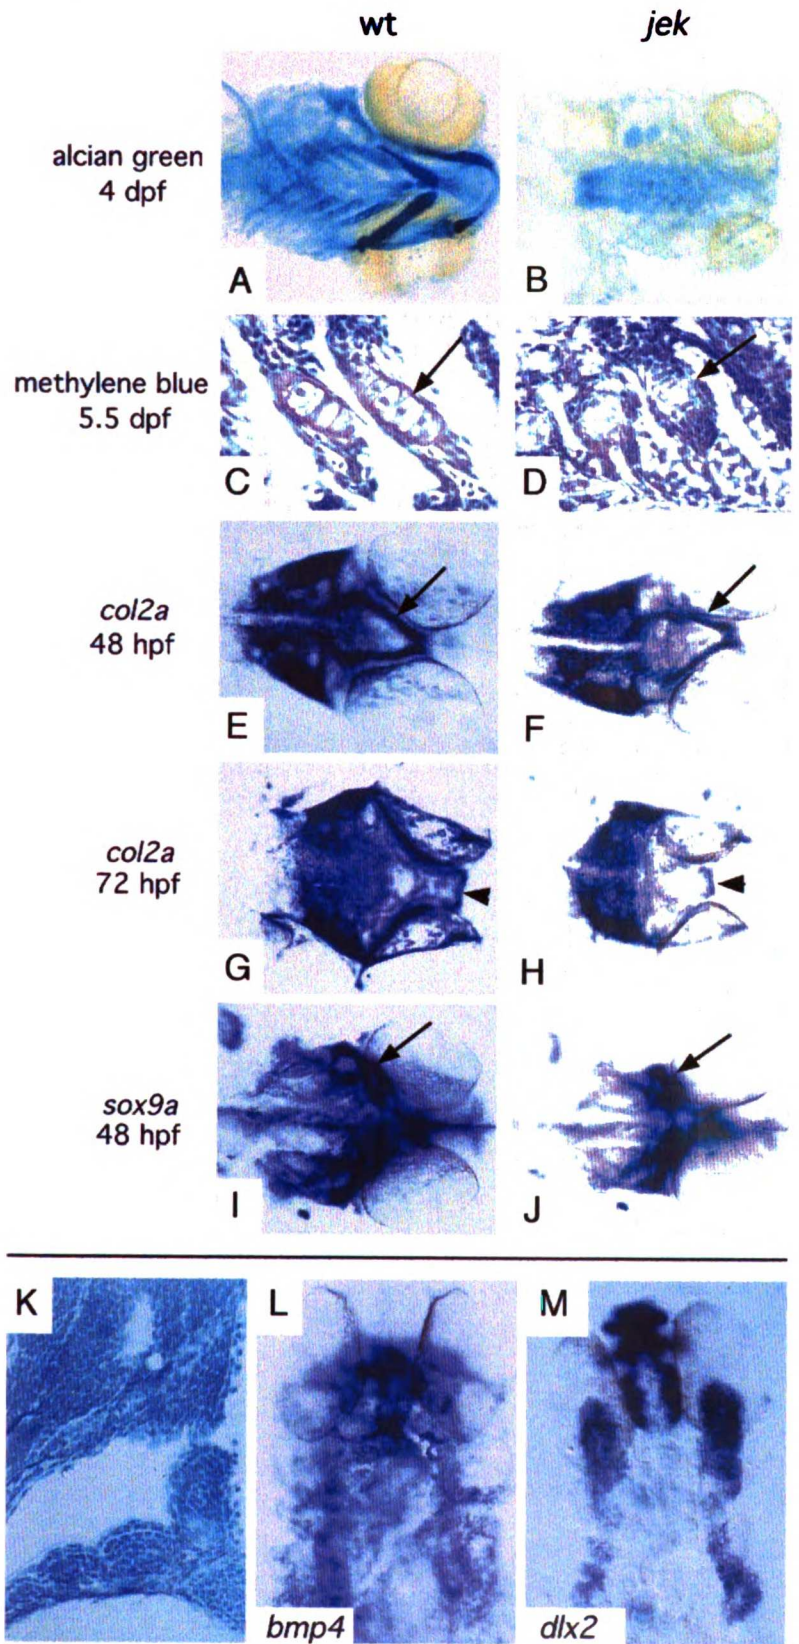 wt
jek
alcian green
4 dpf
A
B
methylene blue
5.5 dpf
C
D
col2a
48 hpf
E
F
col2a
72 hpf
G
H
sox9a
48 hpf
I
J
K
L
M
bmp4
dlx2